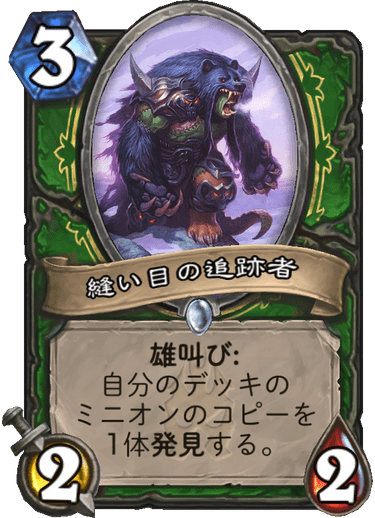 3
縫い目の追跡者
雄叫び:
自分のデッキの
ミニオンのコピーを
1体発見する。
2
2